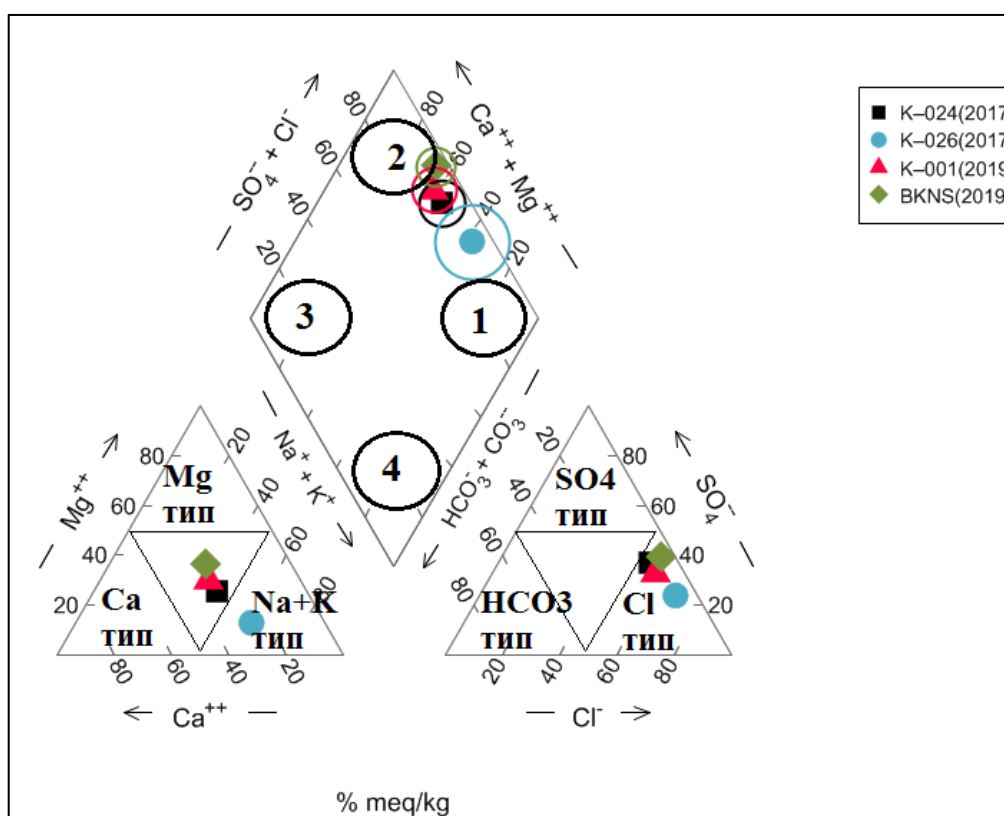 K–024(2017
K–026(2017
K–001(2019
BKNS(2019
80
80
60
60
40
40
20
20
SO₄⁻ + Cl⁻
Ca⁺⁺ + Mg⁺⁺
2
3
1
4
Na⁺ + K⁺
HCO₃⁻ + CO₃⁻⁻
Mg⁺⁺
80
60
40
20
20
40
60
80
60
40
20
Mg
тип
Ca
тип
Na+K
тип
Ca⁺⁺
20
40
60
80
60
40
20
SO₄⁻
SO4
тип
HCO3
тип
Cl
тип
20
40
60
80
Cl⁻
% meq/kg